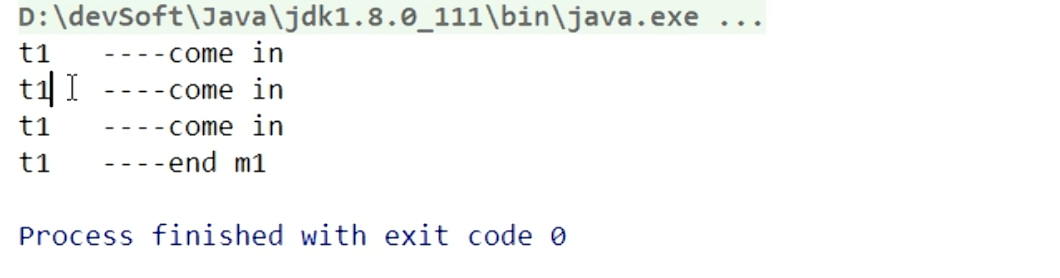 D:\devSoft\Java\jdk1.8.0_111\bin\java.exe ...
t1   ----come in
t1   ----come in
t1   ----come in
t1   ----end m1
Process finished with exit code 0